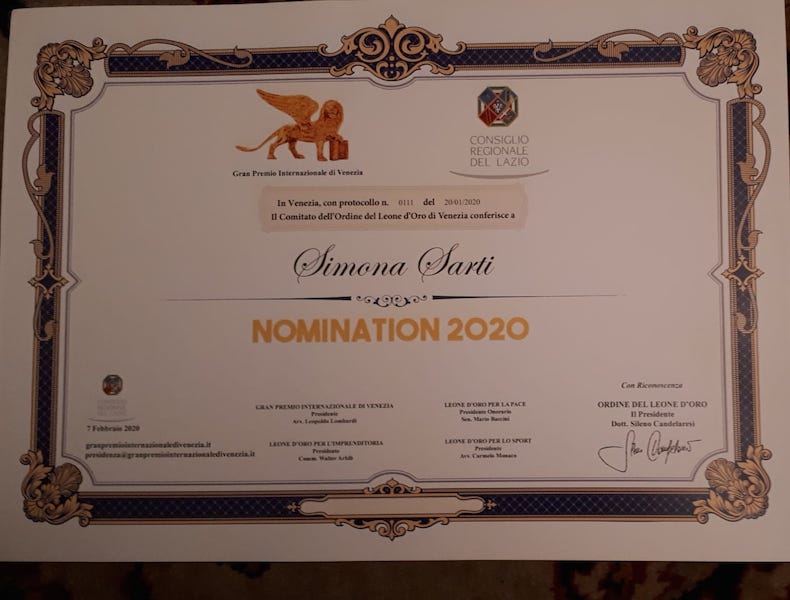 Gran Premio Internazionale di Venezia
CONSIGLIO
REGIONALE
DEL LAZIO
In Venezia, con protocollo n. 0111 del 20/01/2020
Il Comitato dell'Ordine del Leone d'Oro di Venezia conferisce a
Simona Sarti
NOMINATION 2020
CONSIGLIO
REGIONALE
DEL LAZIO
7 Febbraio 2020
granpremiointernazionaledivenezia.it
presidenza@granpremiointernazionaledivenezia.it
GRAN PREMIO INTERNAZIONALE DI VENEZIA
Presidente
Avv. Leopoldo Lombardi
LEONE D'ORO PER L'IMPRENDITORIA
Presidente
Comm. Walter Arbib
LEONE D'ORO PER LA PACE
Presidente Onorario
Sen. Mario Baccini
LEONE D'ORO PER LO SPORT
Presidente
Avv. Carmelo Monaco
Con Riconoscenza
ORDINE DEL LEONE D'ORO
Il Presidente
Dott. Sileno Candelaresi